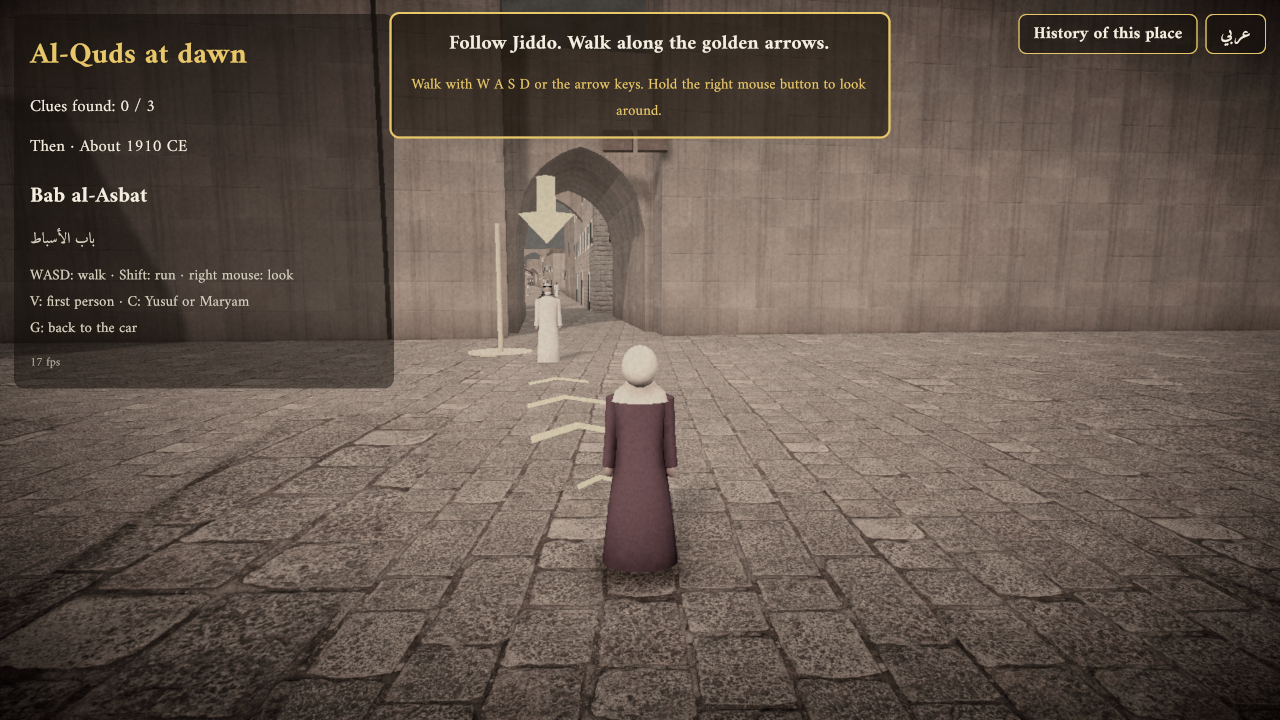 Al-Quds at dawn
Clues found: 0 / 3
Then · About 1910 CE
Bab al-Asbat
باب الأسباط
WASD: walk · Shift: run · right mouse: look
V: first person · C: Yusuf or Maryam
G: back to the car
17 fps
Follow Jiddo. Walk along the golden arrows.
Walk with W A S D or the arrow keys. Hold the right mouse button to look
around.
History of this place
عربي